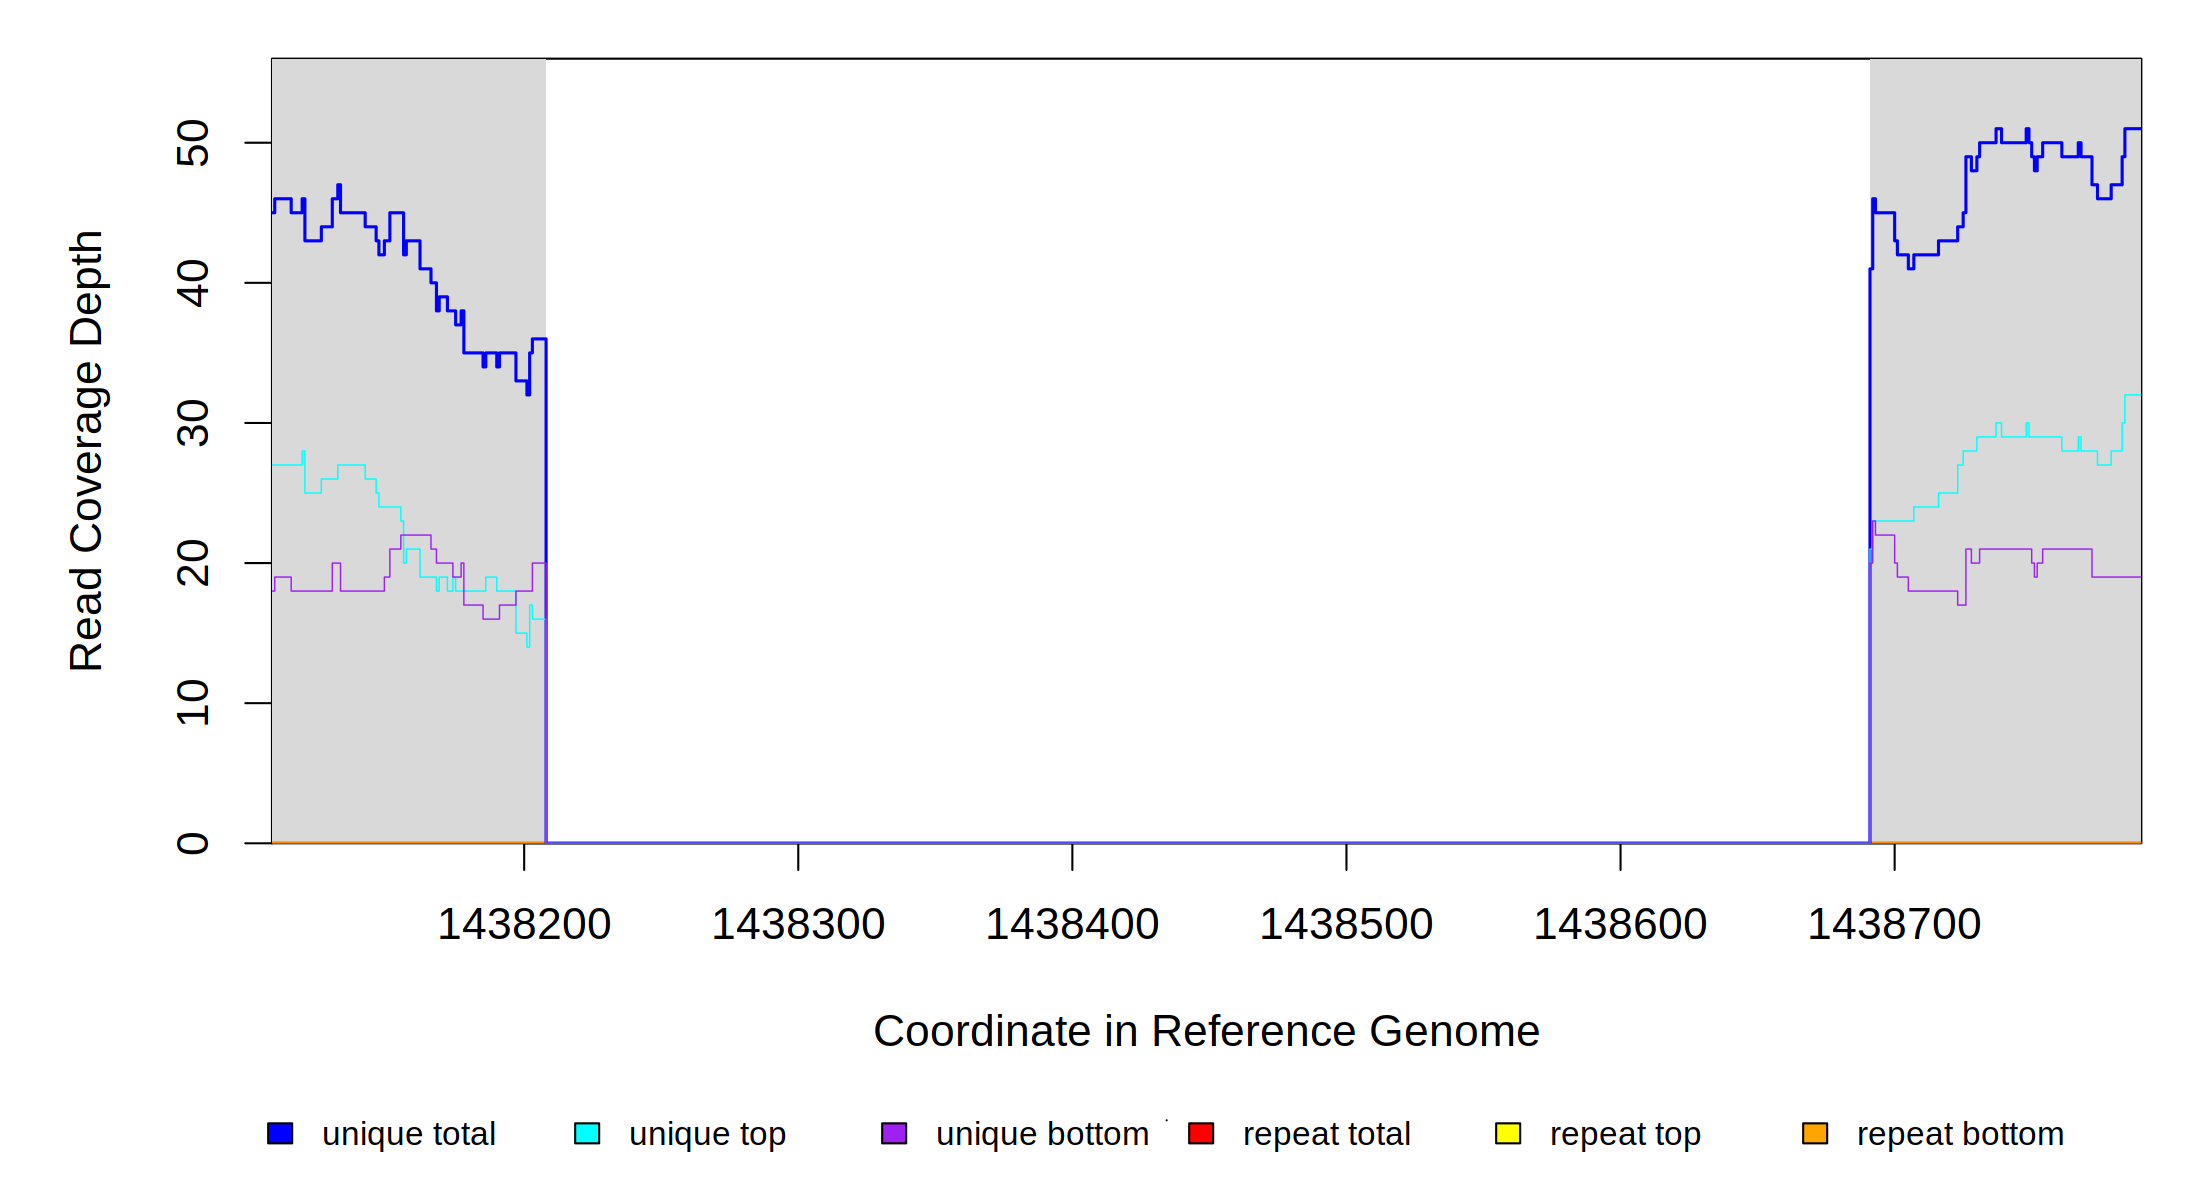 Read Coverage Depth
50
40
30
20
10
0
1438200 1438300 1438400 1438500 1438600 1438700
Coordinate in Reference Genome
unique total unique top unique bottom repeat total repeat top repeat bottom